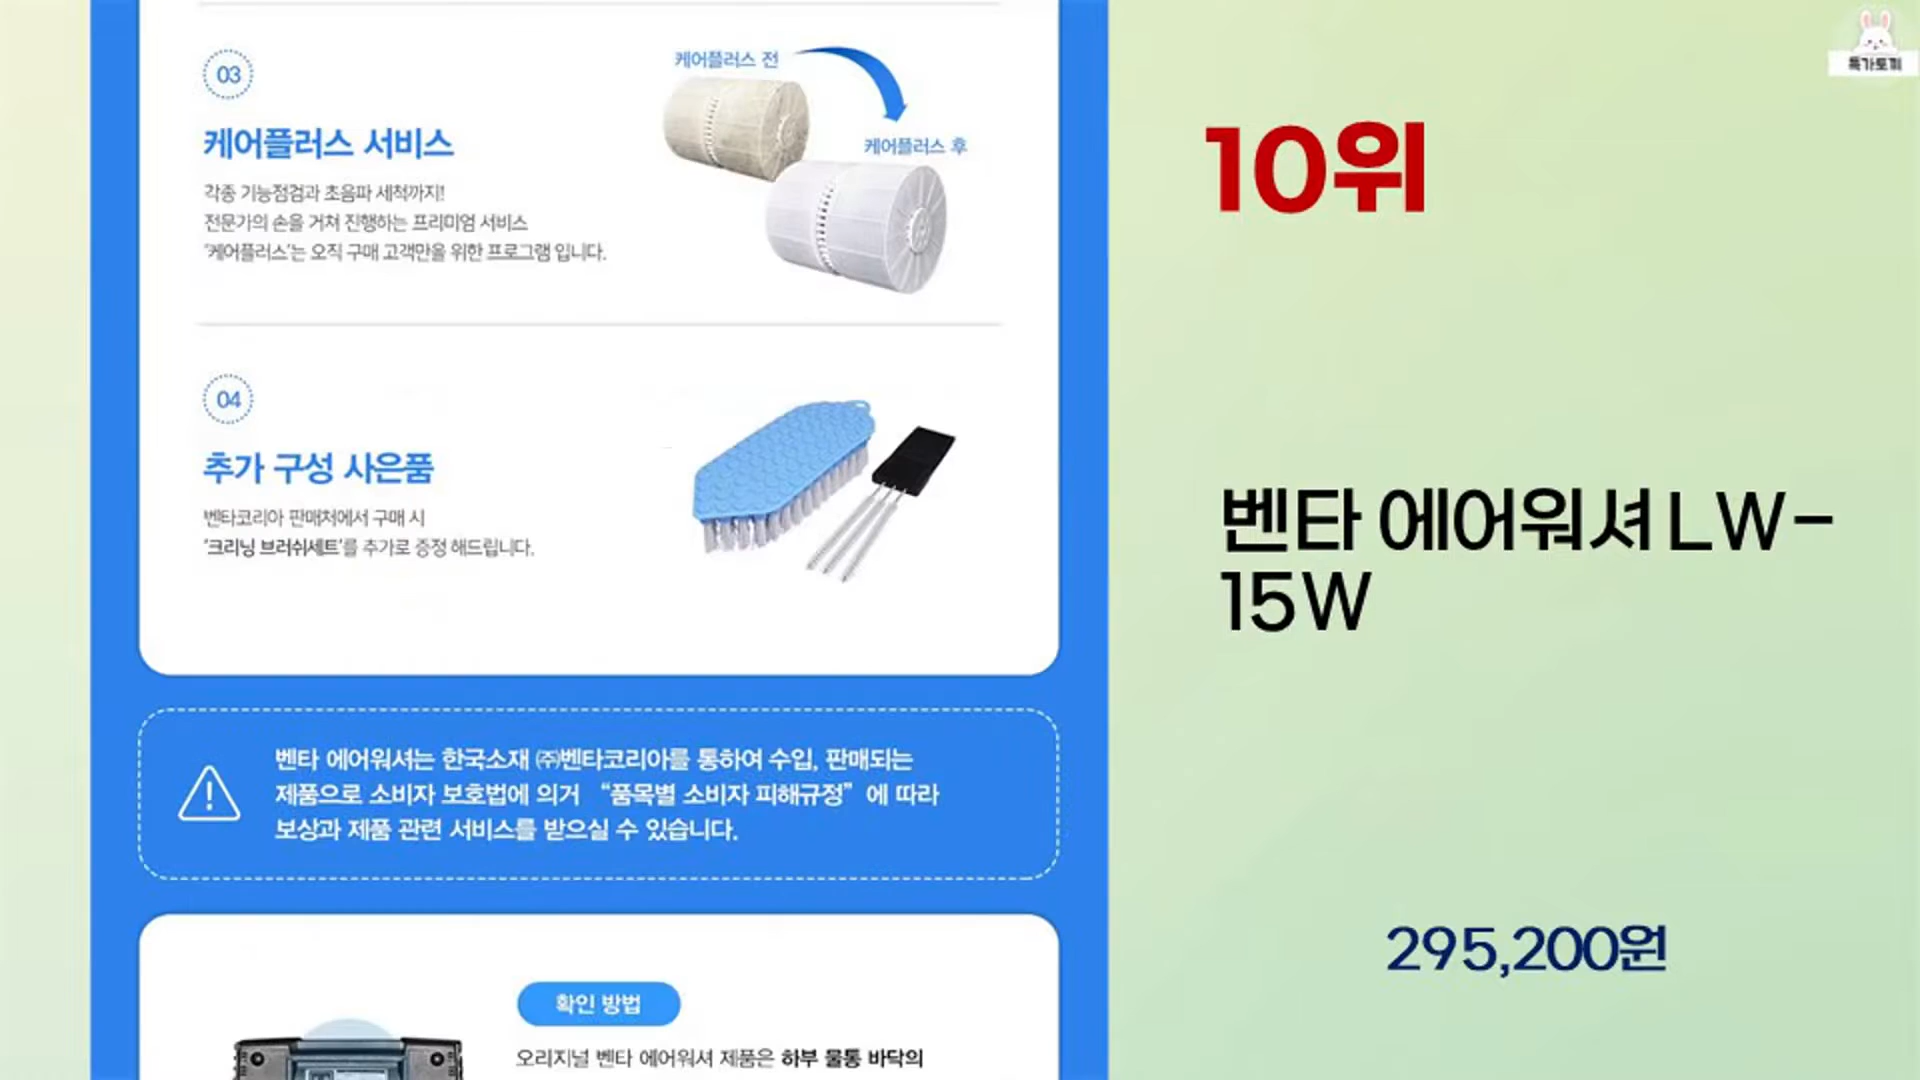 03
케어플러스 서비스
각종 기능점검과 초음파 세척까지!
전문가의 손을 거쳐 진행하는 프리미엄 서비스
'케어플러스'는 오직 구매 고객만을 위한 프로그램 입니다.
케어플러스 전
케어플러스 후
04
추가 구성 사은품
벤타코리아 판매처에서 구매 시
'크리닝 브러쉬세트'를 추가로 증정 해드립니다.
벤타 에어워셔는 한국소재 ㈜벤타코리아를 통하여 수입, 판매되는
제품으로 소비자 보호법에 의거 “품목별 소비자 피해규정” 에 따라
보상과 제품 관련 서비스를 받으실 수 있습니다.
확인 방법
오리지널 벤타 에어워셔 제품은 하부 물통 바닥의
특가토끼
10위
벤타 에어워셔 LW-
15W
295,200원